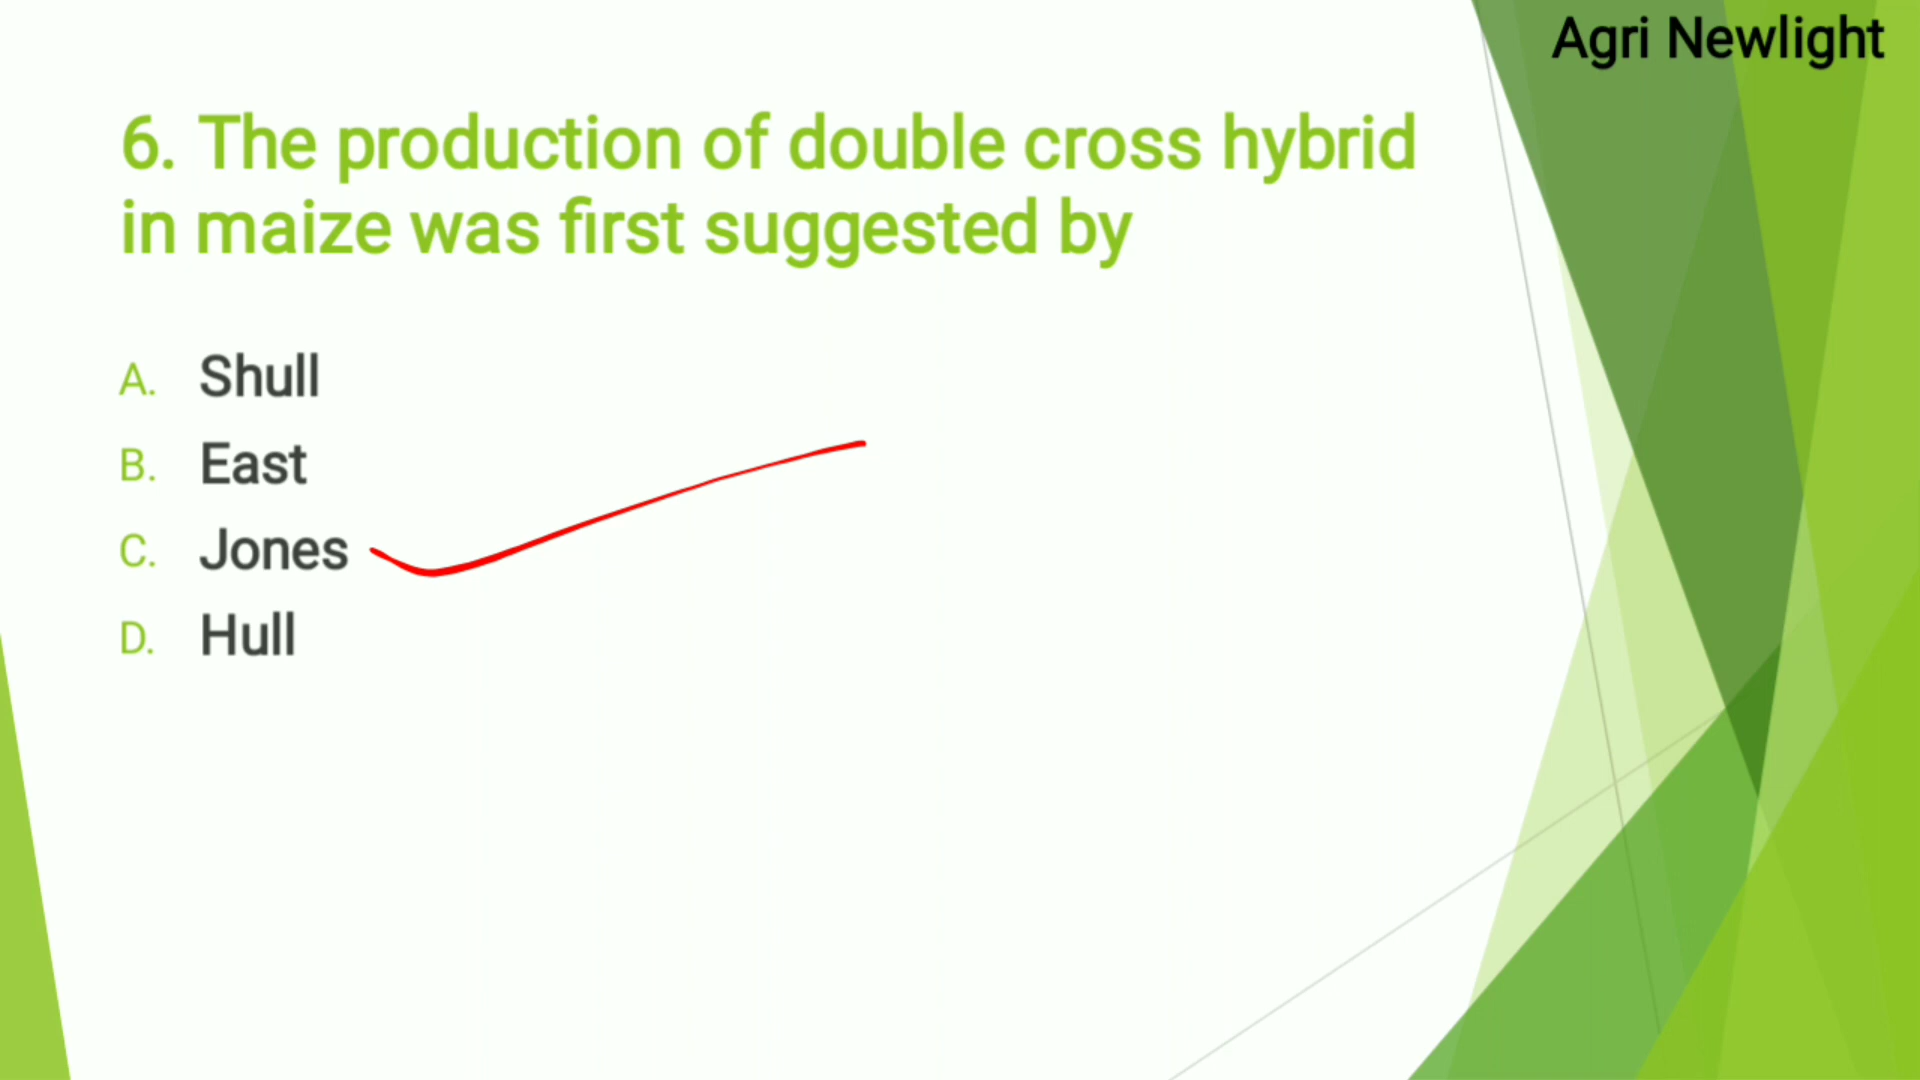 Agri Newlight
6. The production of double cross hybrid
in maize was first suggested by
A. Shull
B. East
C. Jones
D. Hull